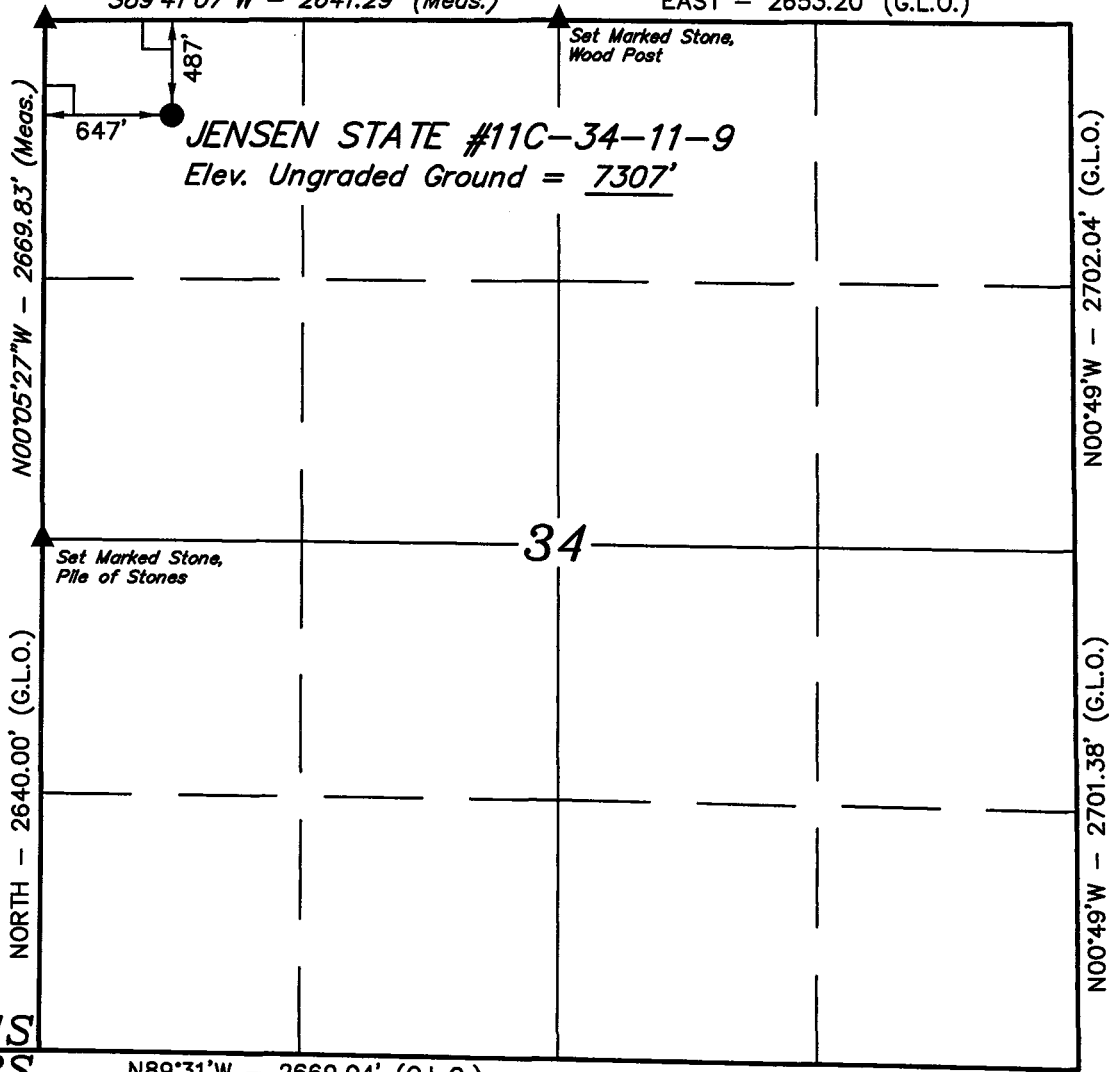 S89°41'07"W - 2641.29' (Meas.)
EAST - 2653.20' (G.L.O.)
Set Marked Stone,
Wood Post
487'
647'
JENSEN STATE #11C-34-11-9
Elev. Ungraded Ground = 7307'
N00°05'27"W - 2669.83' (Meas.)
N00°49'W - 2702.04' (G.L.O.)
34
Set Marked Stone,
Pile of Stones
NORTH - 2640.00' (G.L.O.)
N00°49'W - 2701.38' (G.L.O.)
N89°31'W - 2669.04' (G.L.O.)